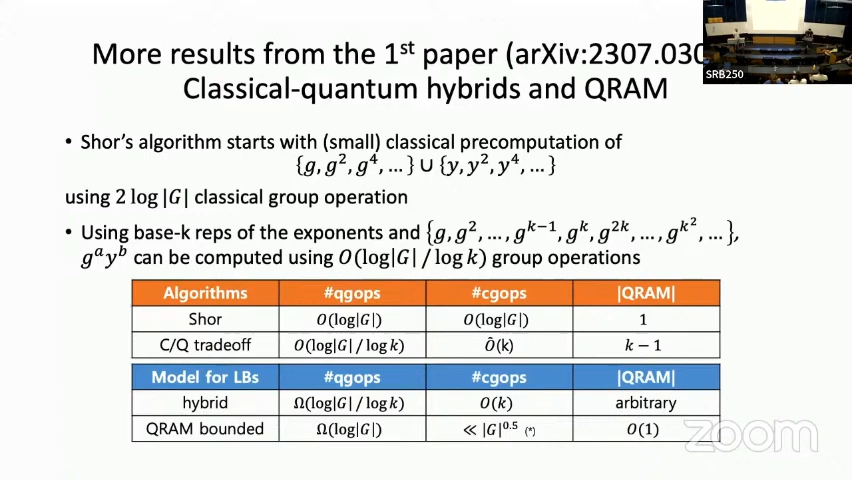 More results from the 1st paper (arXiv:2307.030
Classical-quantum hybrids and QRAM
SRB250
• Shor's algorithm starts with (small) classical precomputation of
{g, g², g⁴, … } ∪ {y, y², y⁴, … }
using 2 log |G| classical group operation
• Using base-k reps of the exponents and {g, g², …, g^{k−1}, g^k, g^{2k}, …, g^{k²}, … },
g^a y^b can be computed using O(log|G| / log k) group operations
Algorithms #qgops #cgops |QRAM|
Shor O(log|G|) O(log|G|) 1
C/Q tradeoff O(log|G| / log k) Õ(k) k − 1
Model for LBs #qgops #cgops |QRAM|
hybrid Ω(log|G| / log k) O(k) arbitrary
QRAM bounded Ω(log|G|) ≪ |G|^{0.5} (*) O(1)
zoom